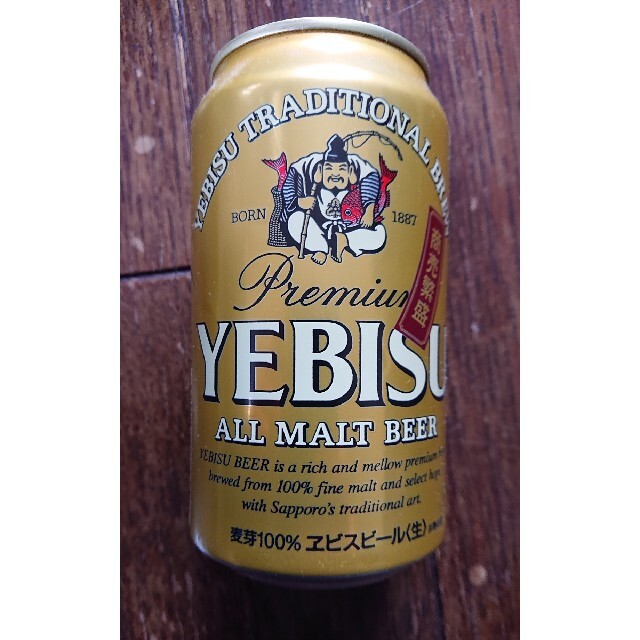 YEBISU TRADITIONAL
BORN 1887
Premium
商売繁盛
YEBISU
ALL MALT BEER
YEBISU BEER is a rich and mellow premium
brewed from 100% fine malt and select hops
with Sapporo's traditional art.
麦芽100% ヱビスビール〈生〉